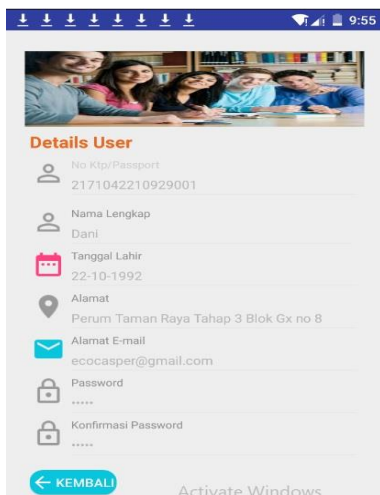 9:55
Details User
No Ktp/Passport
2171042210929001
Nama Lengkap
Dani
Tanggal Lahir
22-10-1992
Alamat
Perum Taman Raya Tahap 3 Blok Gx no 8
Alamat E-mail
ecocasper@gmail.com
Password
•••••
Konfirmasi Password
•••••
KEMBALI
Activate Windows